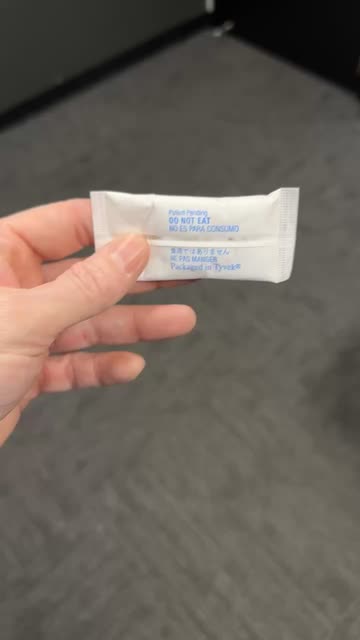 Patent Pending
DO NOT EAT
NO ES PARA CONSUMO
食用ではありません
NE PAS MANGER
Packaged in Tyvek®